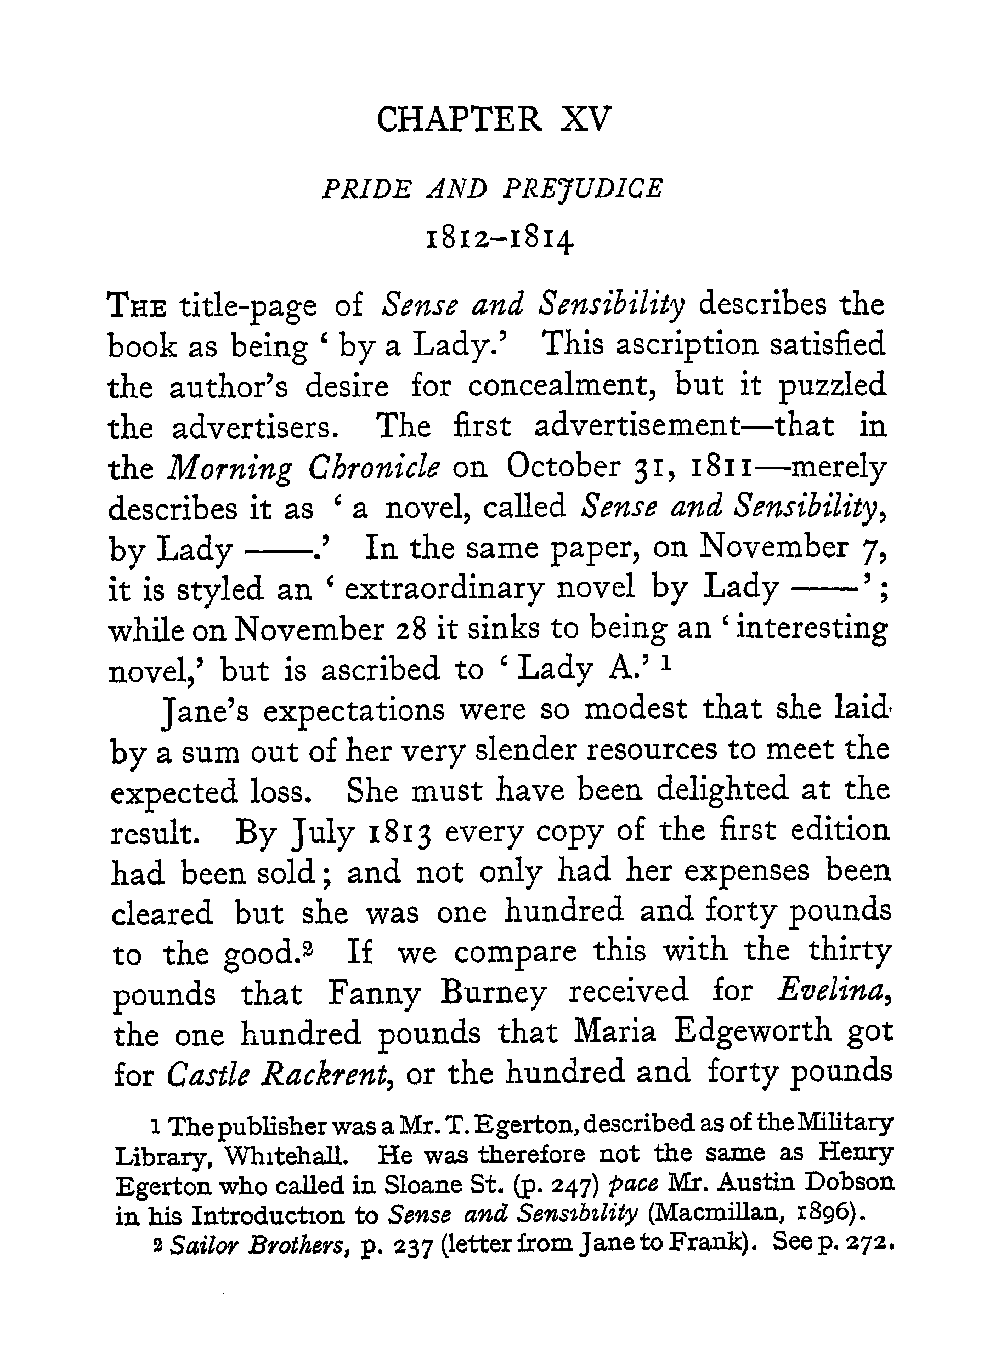 CHAPTER XV
PRIDE AND PREJUDICE
1812–1814
THE title-page of Sense and Sensibility describes the
book as being ‘ by a Lady.’ This ascription satisfied
the author’s desire for concealment, but it puzzled
the advertisers. The first advertisement—that in
the Morning Chronicle on October 31, 1811—merely
describes it as ‘ a novel, called Sense and Sensibility,
by Lady ——.’ In the same paper, on November 7,
it is styled an ‘ extraordinary novel by Lady ——’ ;
while on November 28 it sinks to being an ‘ interesting
novel,’ but is ascribed to ‘ Lady A.’ 1
Jane’s expectations were so modest that she laid
by a sum out of her very slender resources to meet the
expected loss. She must have been delighted at the
result. By July 1813 every copy of the first edition
had been sold ; and not only had her expenses been
cleared but she was one hundred and forty pounds
to the good.2 If we compare this with the thirty
pounds that Fanny Burney received for Evelina,
the one hundred pounds that Maria Edgeworth got
for Castle Rackrent, or the hundred and forty pounds
1 The publisher was a Mr. T. Egerton, described as of the Military
Library, Whitehall. He was therefore not the same as Henry
Egerton who called in Sloane St. (p. 247) pace Mr. Austin Dobson
in his Introduction to Sense and Sensibility (Macmillan, 1896).
2 Sailor Brothers, p. 237 (letter from Jane to Frank). See p. 272.